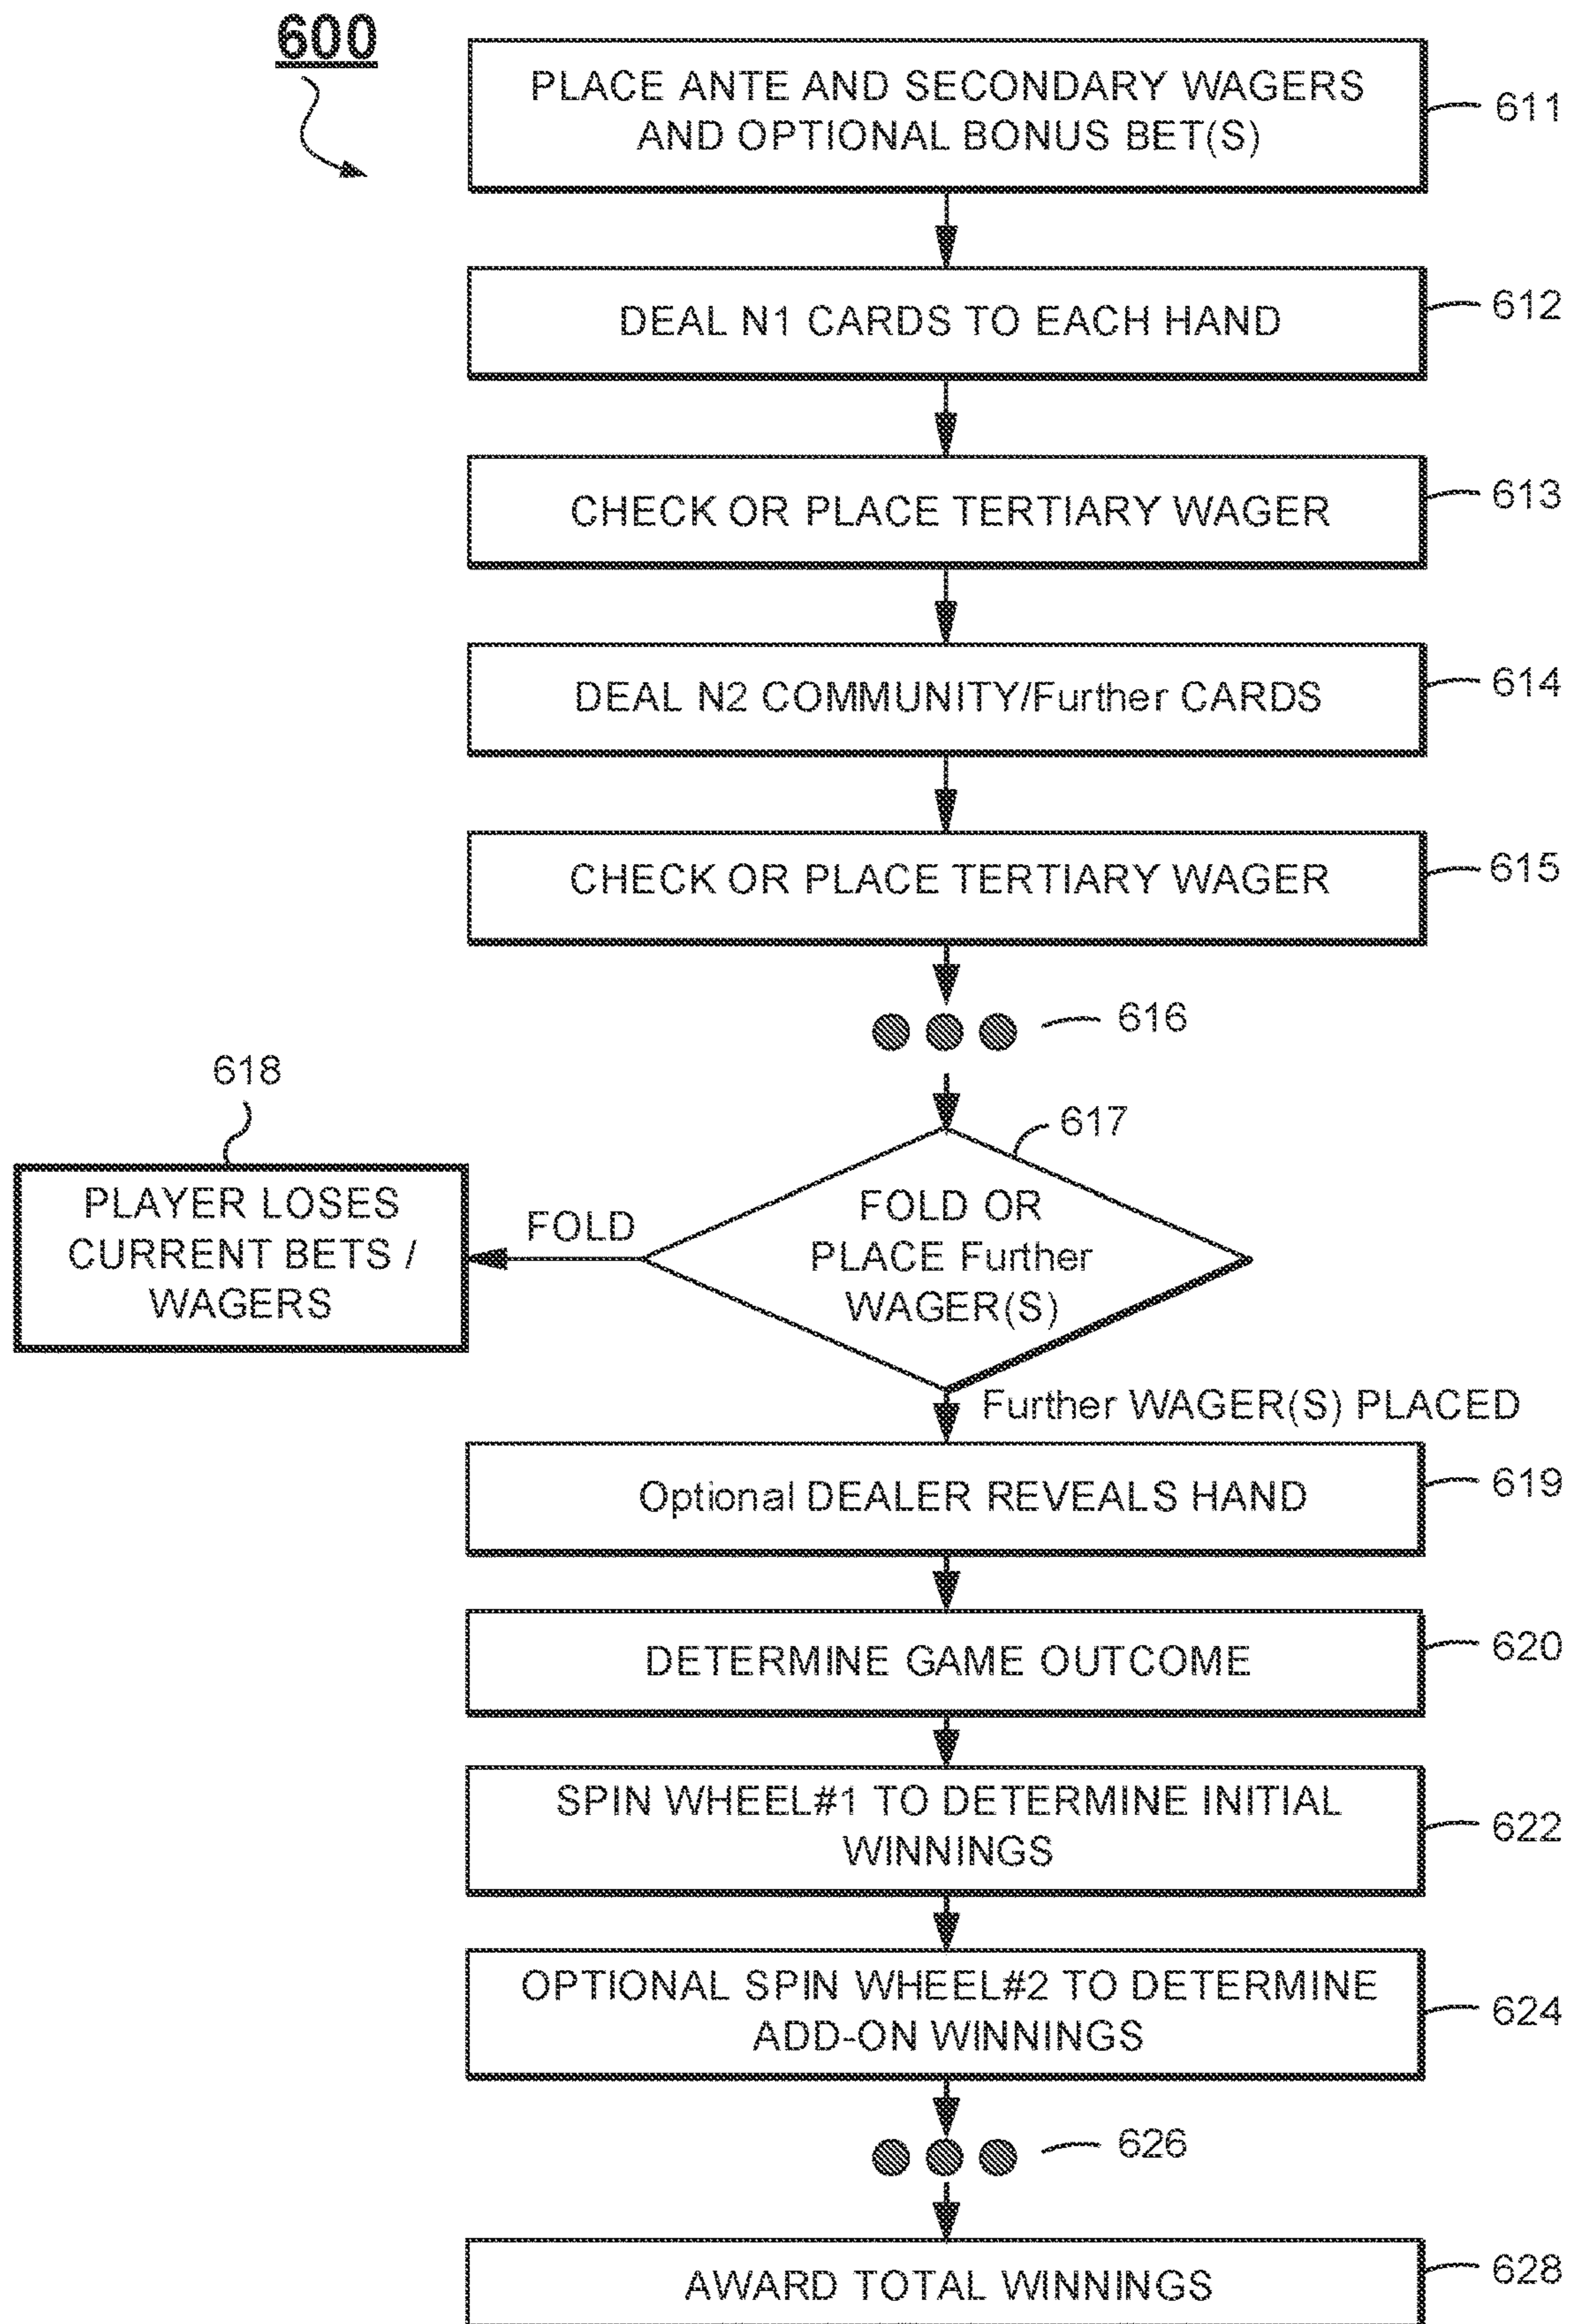 600
PLACE ANTE AND SECONDARY WAGERS
AND OPTIONAL BONUS BET(S)
611
DEAL N1 CARDS TO EACH HAND
612
CHECK OR PLACE TERTIARY WAGER
613
DEAL N2 COMMUNITY/Further CARDS
614
CHECK OR PLACE TERTIARY WAGER
615
616
618
617
PLAYER LOSES
CURRENT BETS /
WAGERS
FOLD
FOLD OR
PLACE Further
WAGER(S)
Further WAGER(S) PLACED
Optional DEALER REVEALS HAND
619
DETERMINE GAME OUTCOME
620
SPIN WHEEL#1 TO DETERMINE INITIAL
WINNINGS
622
OPTIONAL SPIN WHEEL#2 TO DETERMINE
ADD-ON WINNINGS
624
626
AWARD TOTAL WINNINGS
628